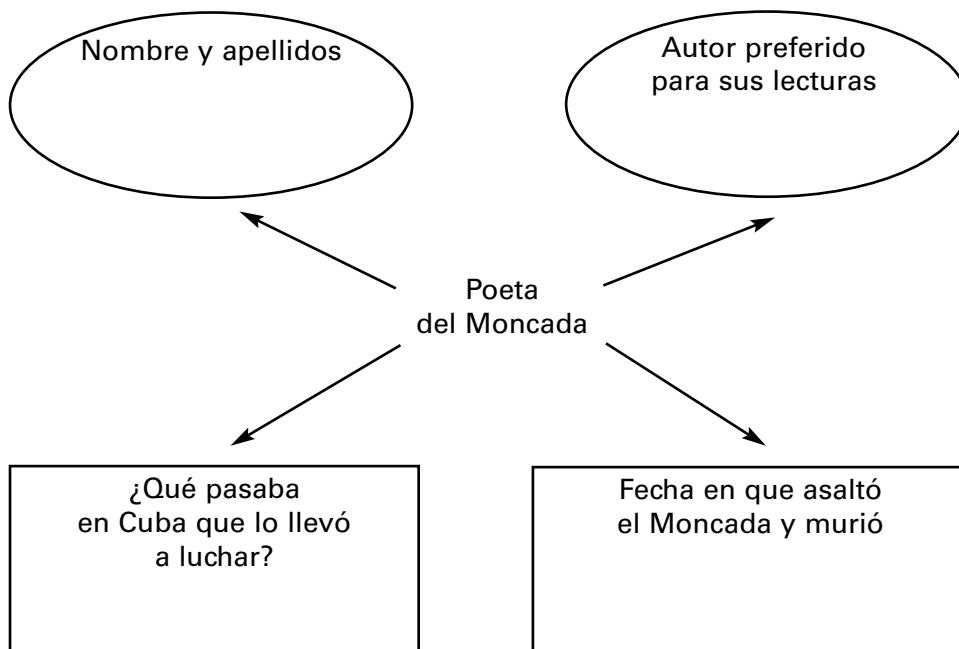 Nombre y apellidos
Autor preferido
para sus lecturas
Poeta
del Moncada
¿Qué pasaba
en Cuba que lo llevó
a luchar?
Fecha en que asaltó
el Moncada y murió